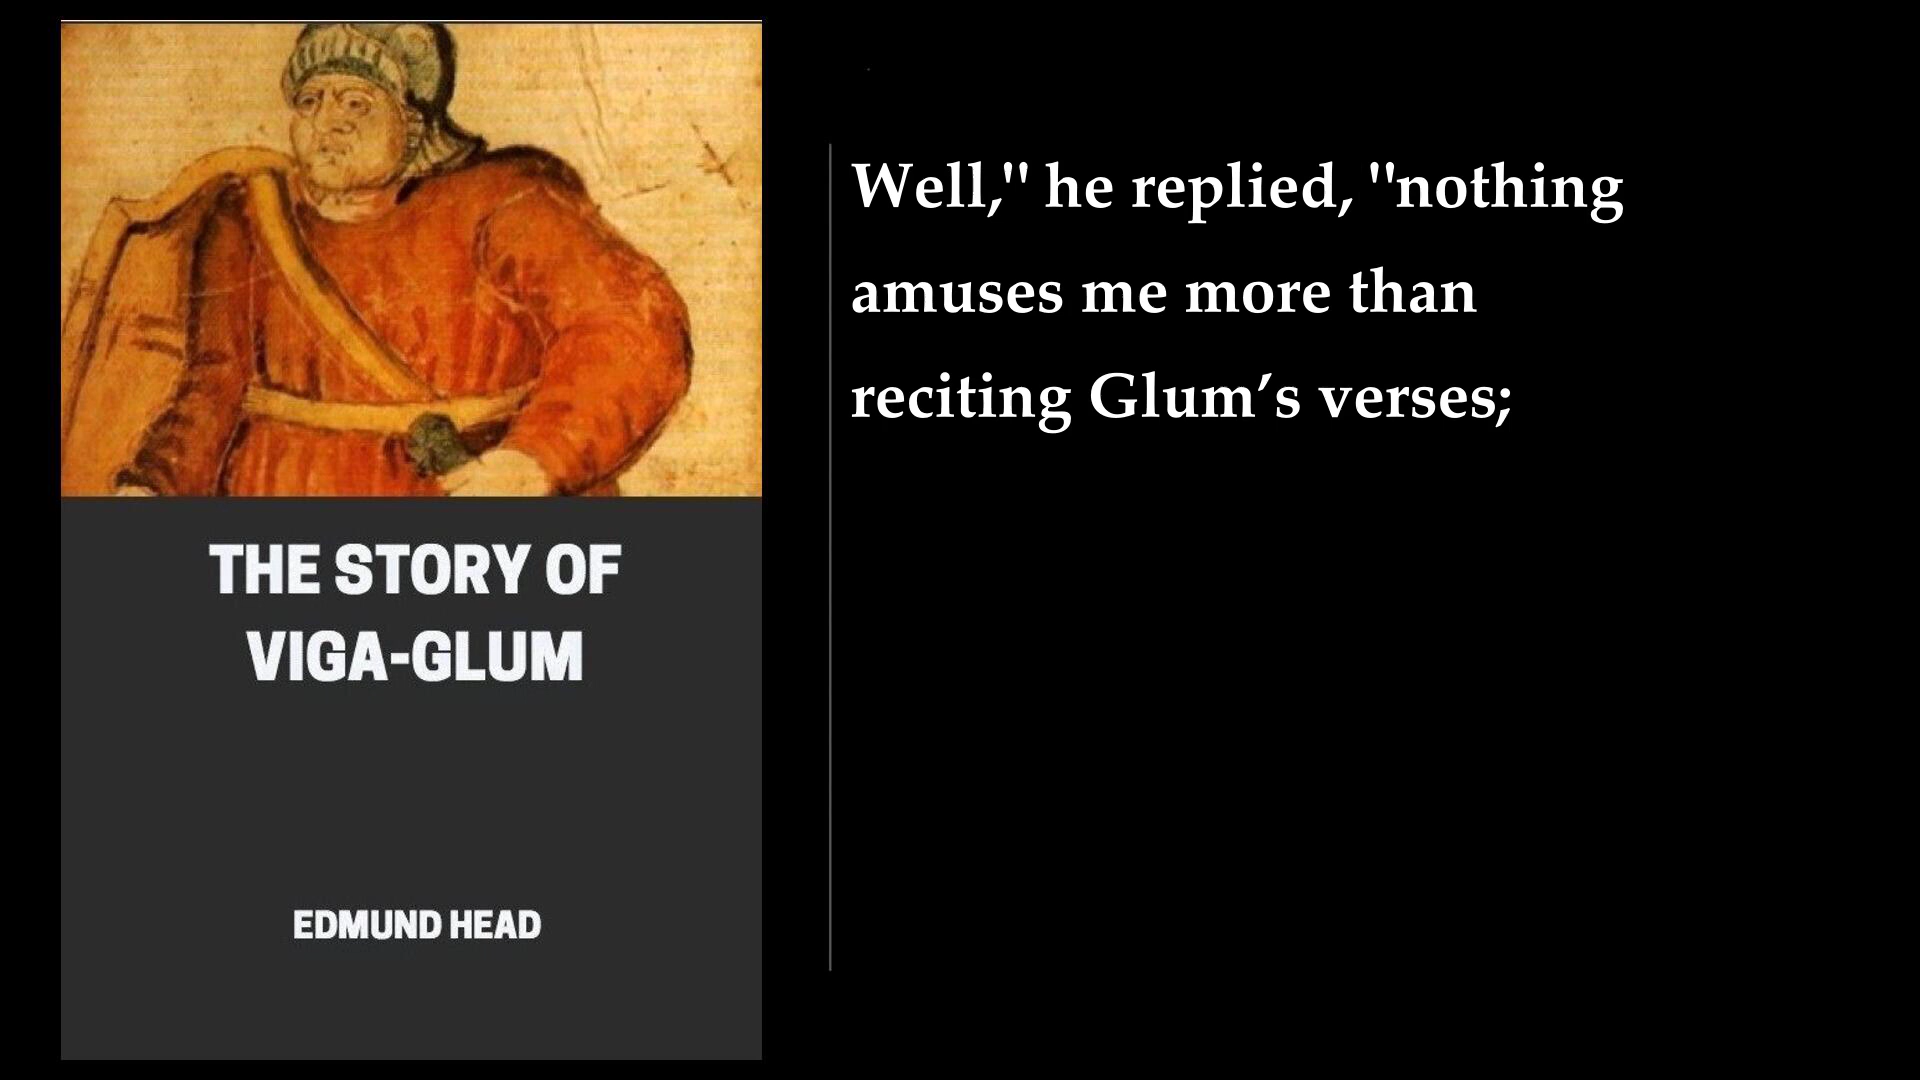 THE STORY OF
VIGA-GLUM
EDMUND HEAD
Well," he replied, "nothing
amuses me more than
reciting Glum’s verses;